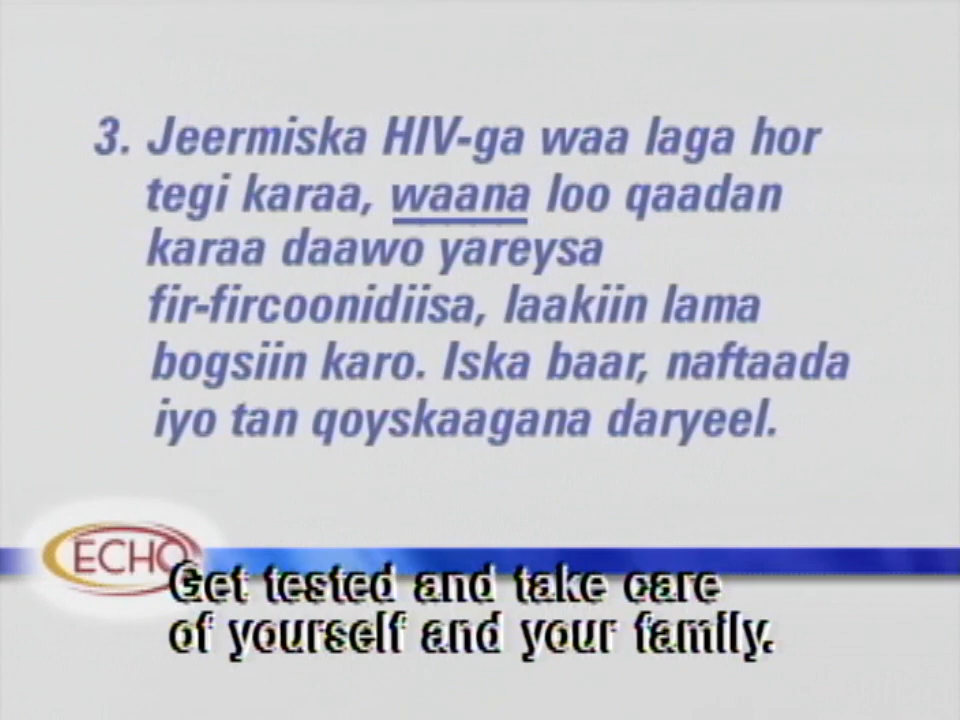 3. Jeermiska HIV-ga waa laga hor
tegi karaa, waana loo qaadan
karaa daawo yareysa
fir-fircoonidiisa, laakiin lama
bogsiin karo. Iska baar, naftaada
iyo tan qoyskaagana daryeel.
ECHO
Get tested and take care
of yourself and your family.